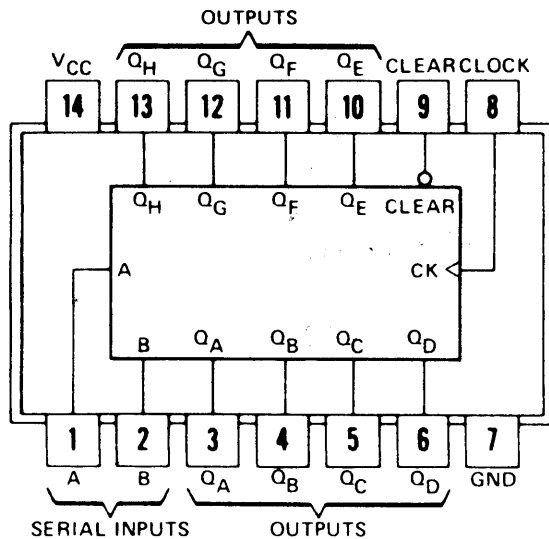 OUTPUTS
VCC QH QG QF QE CLEAR CLOCK
14 13 12 11 10 9 8
QH QG QF QE CLEAR
A CK
B QA QB QC QD
1 2 3 4 5 6 7
A B QA QB QC QD GND
SERIAL INPUTS OUTPUTS